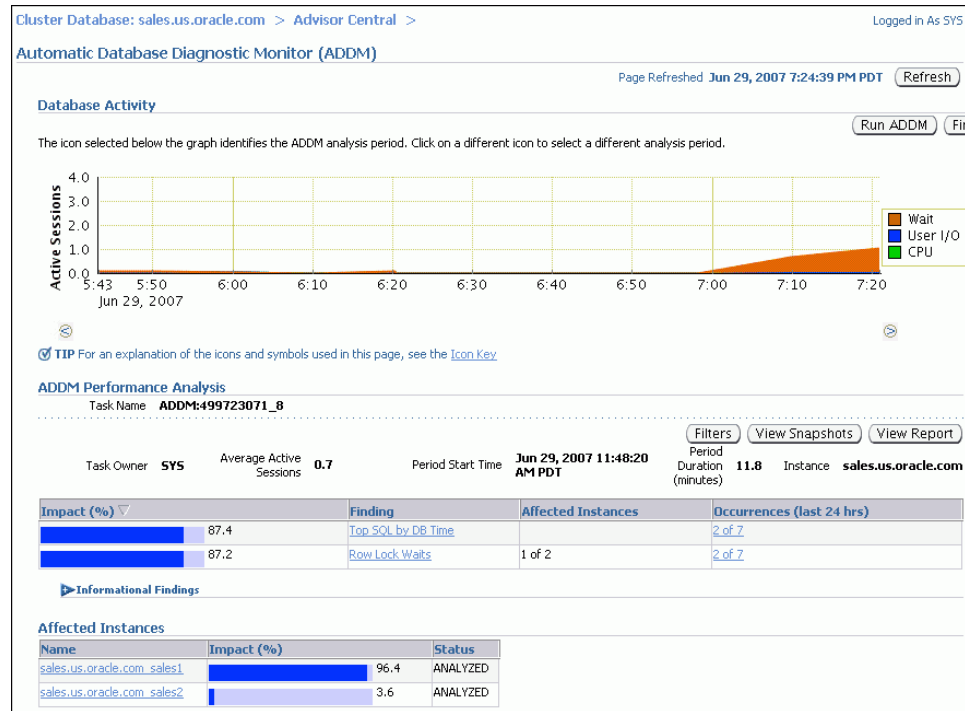 Cluster Database: sales.us.oracle.com > Advisor Central >
Logged in As SYS
Automatic Database Diagnostic Monitor (ADDM)
Page Refreshed Jun 29, 2007 7:24:39 PM PDT Refresh
Database Activity
Run ADDM
The icon selected below the graph identifies the ADDM analysis period. Click on a different icon to select a different analysis period.
Active Sessions
4.0
3.0
2.0
1.0
0.0
Wait
User I/O
CPU
5:43 5:50 6:00 6:10 6:20 6:30 6:40 6:50 7:00 7:10 7:20
Jun 29, 2007
TIP For an explanation of the icons and symbols used in this page, see the Icon Key
ADDM Performance Analysis
Task Name ADDM:499723071_8
Filters View Snapshots View Report
Task Owner SYS Average Active Sessions 0.7 Period Start Time Jun 29, 2007 11:48:20 AM PDT Period Duration (minutes) 11.8 Instance sales.us.oracle.com
Impact (%) Finding Affected Instances Occurrences (last 24 hrs)
87.4 Top SQL by DB Time 2 of 7
87.2 Row Lock Waits 1 of 2 2 of 7
Informational Findings
Affected Instances
Name Impact (%) Status
sales.us.oracle.com_sales1 96.4 ANALYZED
sales.us.oracle.com_sales2 3.6 ANALYZED